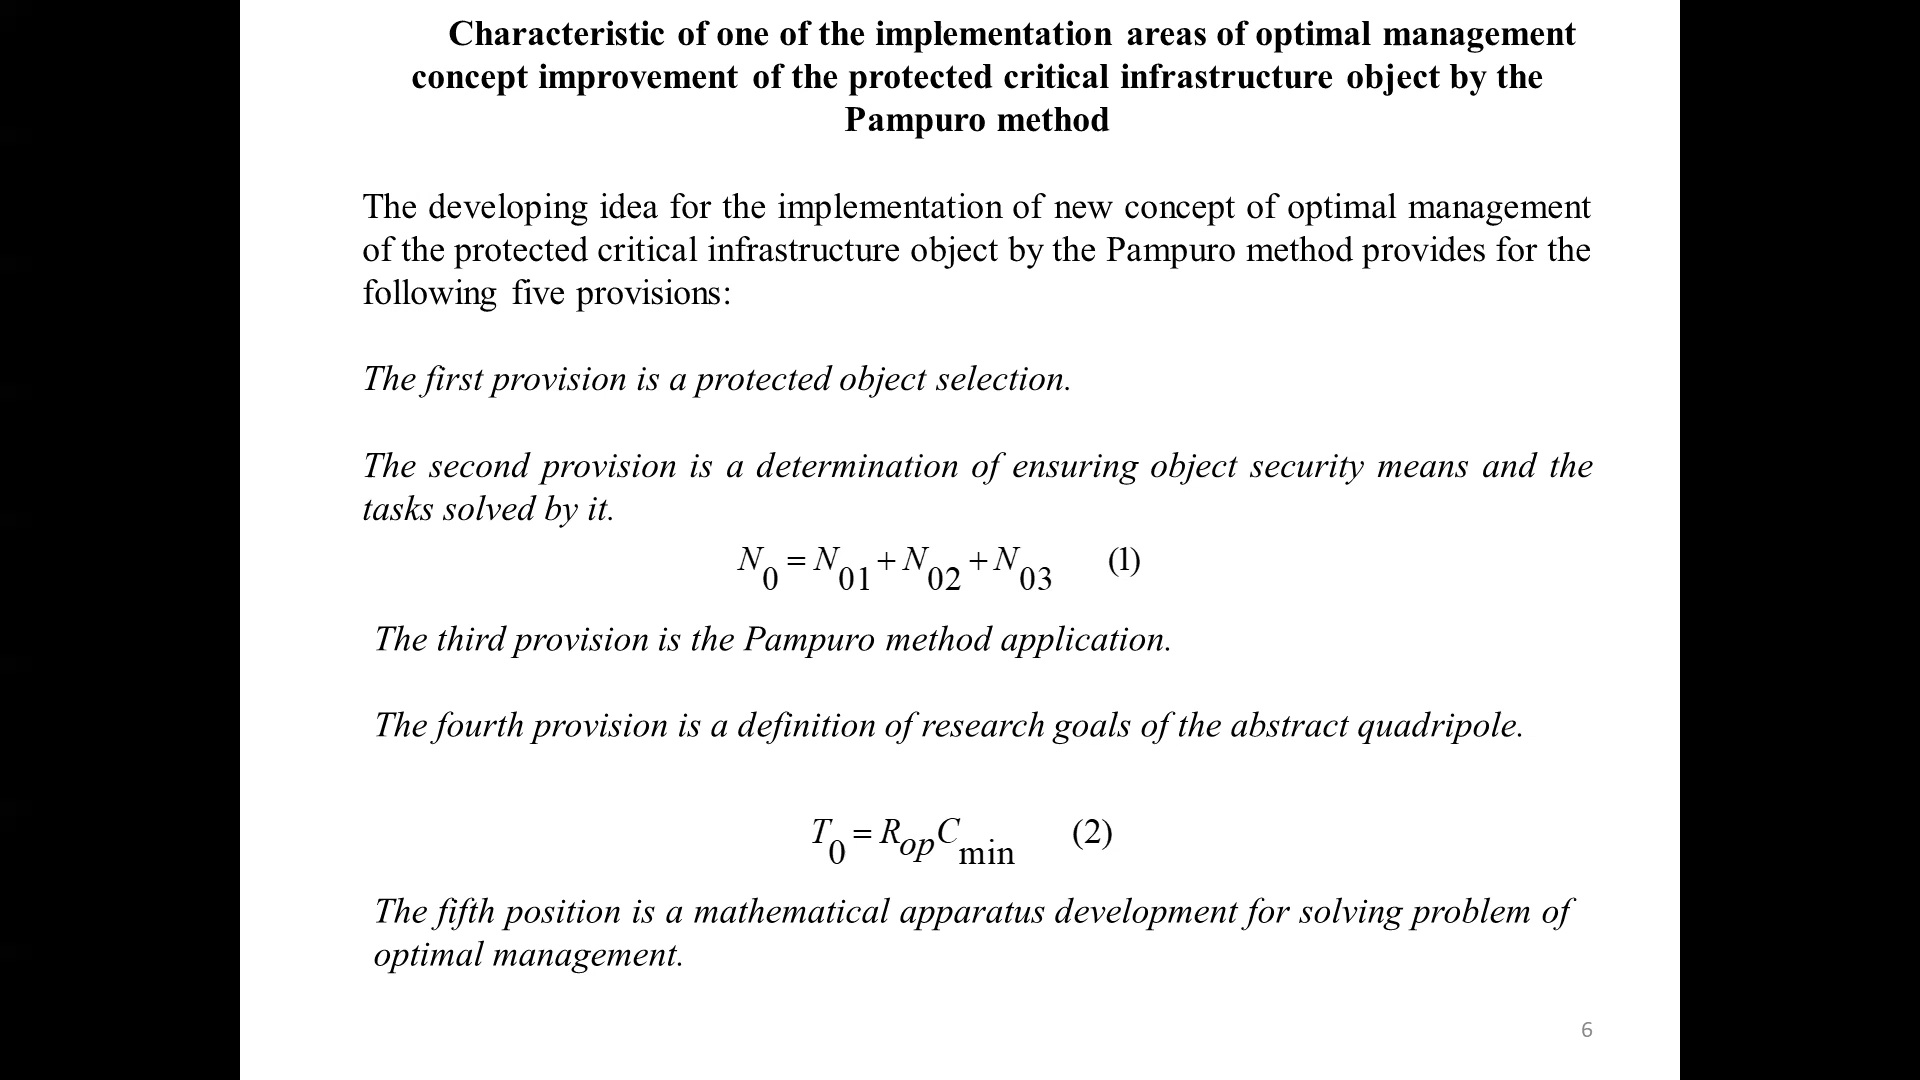 Characteristic of one of the implementation areas of optimal management
concept improvement of the protected critical infrastructure object by the
Pampuro method
The developing idea for the implementation of new concept of optimal management
of the protected critical infrastructure object by the Pampuro method provides for the
following five provisions:
The first provision is a protected object selection.
The second provision is a determination of ensuring object security means and the
tasks solved by it.
N₀ = N₀₁ + N₀₂ + N₀₃ (1)
The third provision is the Pampuro method application.
The fourth provision is a definition of research goals of the abstract quadripole.
T₀ = R_op C_min (2)
The fifth position is a mathematical apparatus development for solving problem of
optimal management.
6